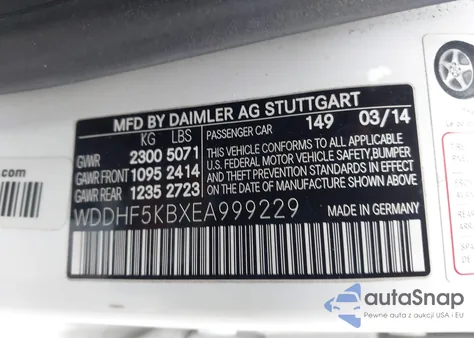 MFD BY DAIMLER AG STUTTGART
KG LBS
GVWR 2300 5071
GAWR FRONT 1095 2414
GAWR REAR 1235 2723
PASSENGER CAR 149 03/14
THIS VEHICLE CONFORMS TO ALL APPLICABLE
U.S. FEDERAL MOTOR VEHICLE SAFETY, BUMPER,
AND THEFT PREVENTION STANDARDS IN EFFECT
ON THE DATE OF MANUFACTURE SHOWN ABOVE.
WDDHF5KBXEA999229
MADE IN GERMANY
.com
autoSnap
Pewne auta z aukcji USA i EU